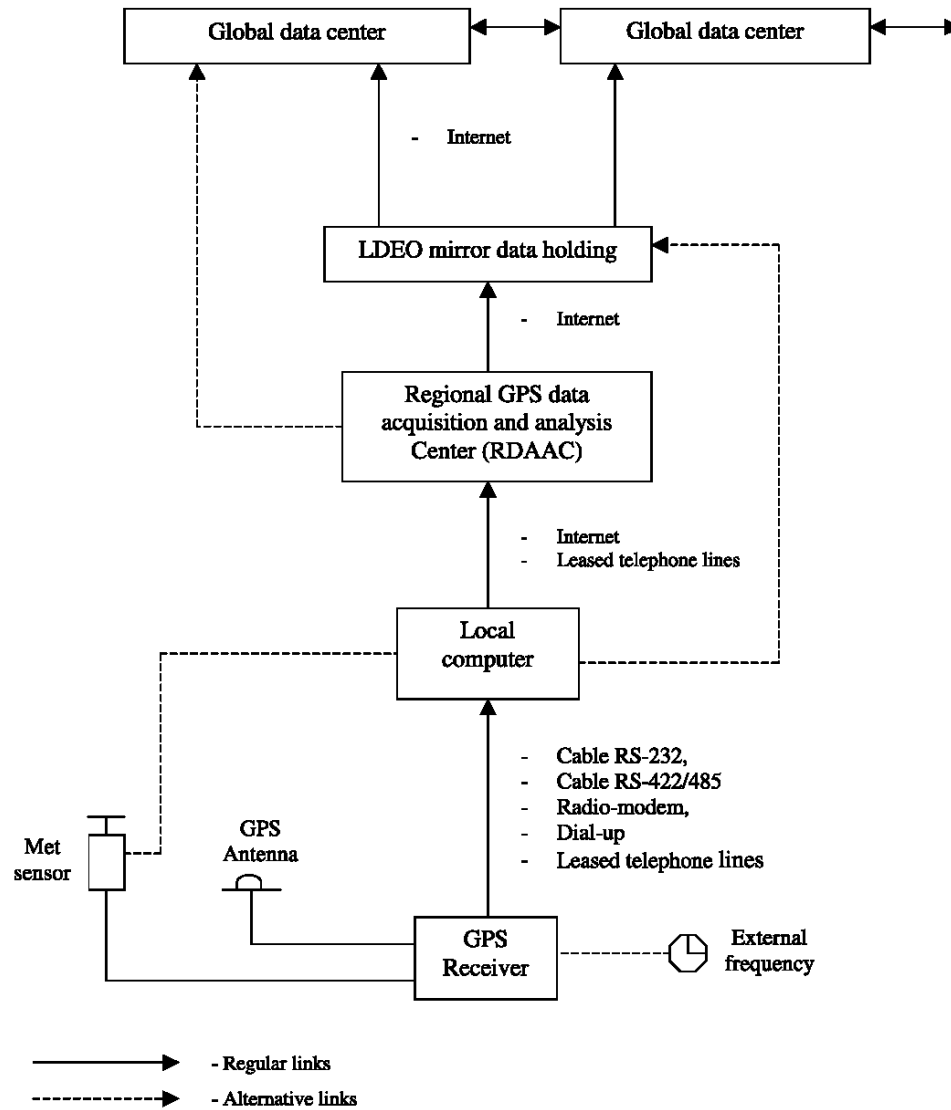 Global data center
Global data center
- Internet
LDEO mirror data holding
- Internet
Regional GPS data
acquisition and analysis
Center (RDAAC)
- Internet
- Leased telephone lines
Local
computer
- Cable RS-232,
- Cable RS-422/485
- Radio-modem,
- Dial-up
- Leased telephone lines
Met
sensor
GPS
Antenna
GPS
Receiver
External
frequency
- Regular links
- Alternative links